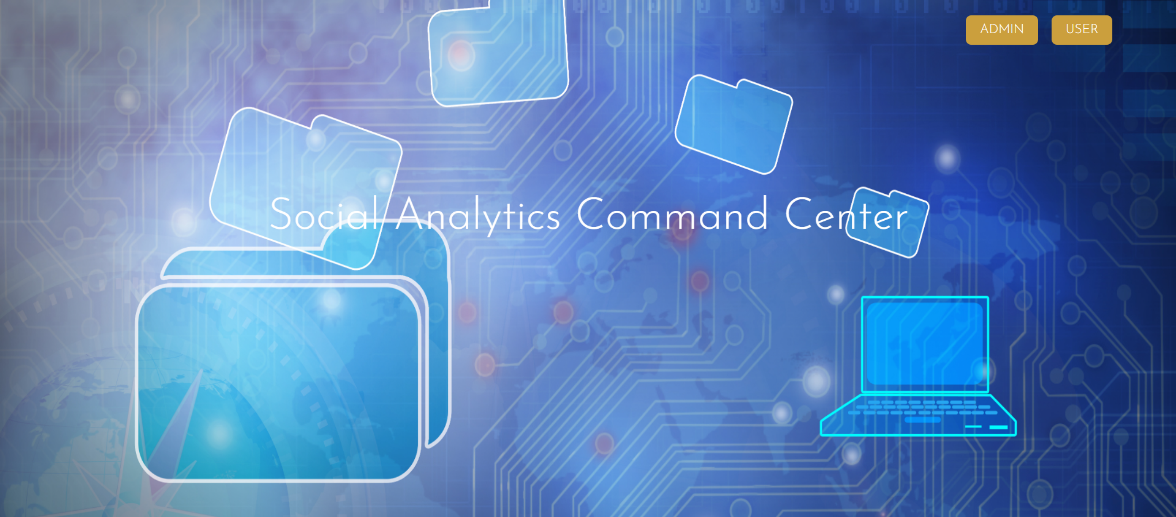 ADMIN USER
Social Analytics Command Center